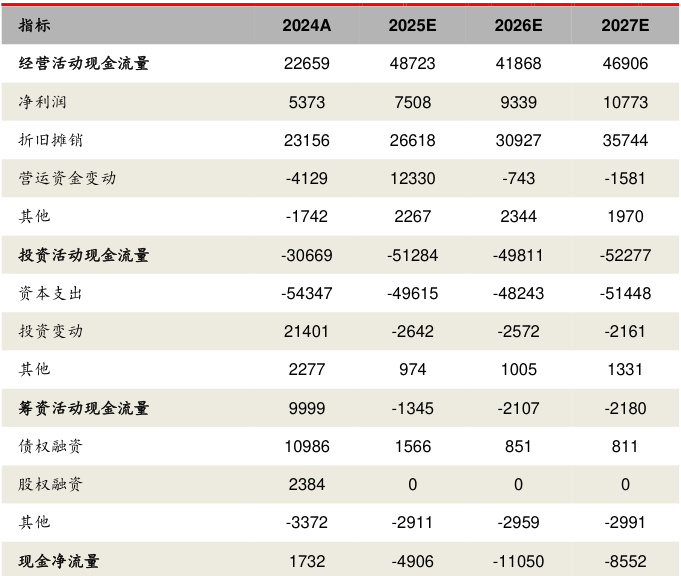 指标 2024A 2025E 2026E 2027E
经营活动现金流量 22659 48723 41868 46906
净利润 5373 7508 9339 10773
折旧摊销 23156 26618 30927 35744
营运资金变动 -4129 12330 -743 -1581
其他 -1742 2267 2344 1970
投资活动现金流量 -30669 -51284 -49811 -52277
资本支出 -54347 -49615 -48243 -51448
投资变动 21401 -2642 -2572 -2161
其他 2277 974 1005 1331
筹资活动现金流量 9999 -1345 -2107 -2180
债权融资 10986 1566 851 811
股权融资 2384 0 0 0
其他 -3372 -2911 -2959 -2991
现金净流量 1732 -4906 -11050 -8552